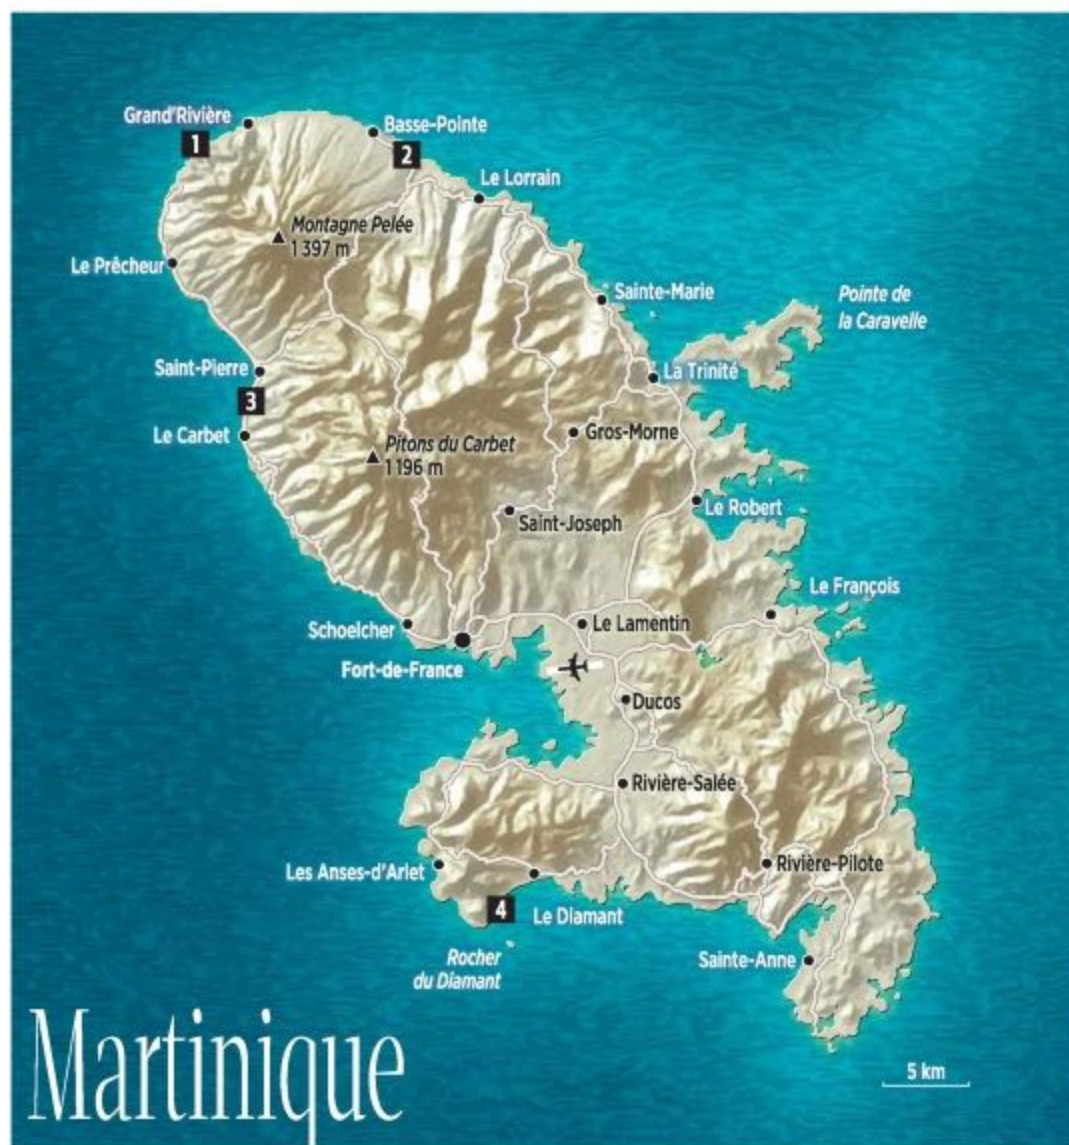 Grand'Rivière
1
Basse-Pointe
2
Le Lorrain
Montagne Pelée
1 397 m
Le Prêcheur
Sainte-Marie
Pointe de
la Caravelle
Saint-Pierre
La Trinité
3
Le Carbet
Gros-Morne
Pitons du Carbet
1 196 m
Le Robert
Saint-Joseph
Le François
Schoelcher
Le Lamentin
Fort-de-France
Ducos
Rivière-Salée
Les Anses-d'Arlet
Rivière-Pilote
4
Le Diamant
Rocher
du Diamant
Sainte-Anne
Martinique
5 km